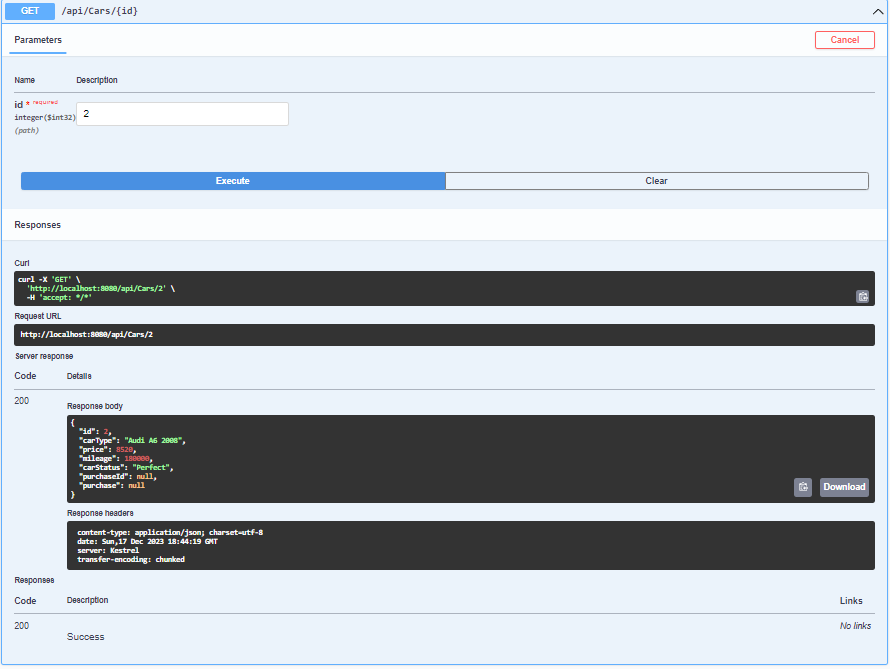 GET /api/Cars/{id}
Parameters
Cancel
Name Description
id * required
integer($int32)
(path)
2
Execute Clear
Responses
Curl
curl -X 'GET' \
'http://localhost:8080/api/Cars/2' \
-H 'accept: */*'
Request URL
http://localhost:8080/api/Cars/2
Server response
Code Details
200
Response body
{
"id": 2,
"carType": "Audi A6 2008",
"price": 8520,
"mileage": 180000,
"carStatus": "Perfect",
"purchaseId": null,
"purchase": null
}
Download
Response headers
content-type: application/json; charset=utf-8
date: Sun,17 Dec 2023 18:44:19 GMT
server: Kestrel
transfer-encoding: chunked
Responses
Code Description Links
200
Success
No links